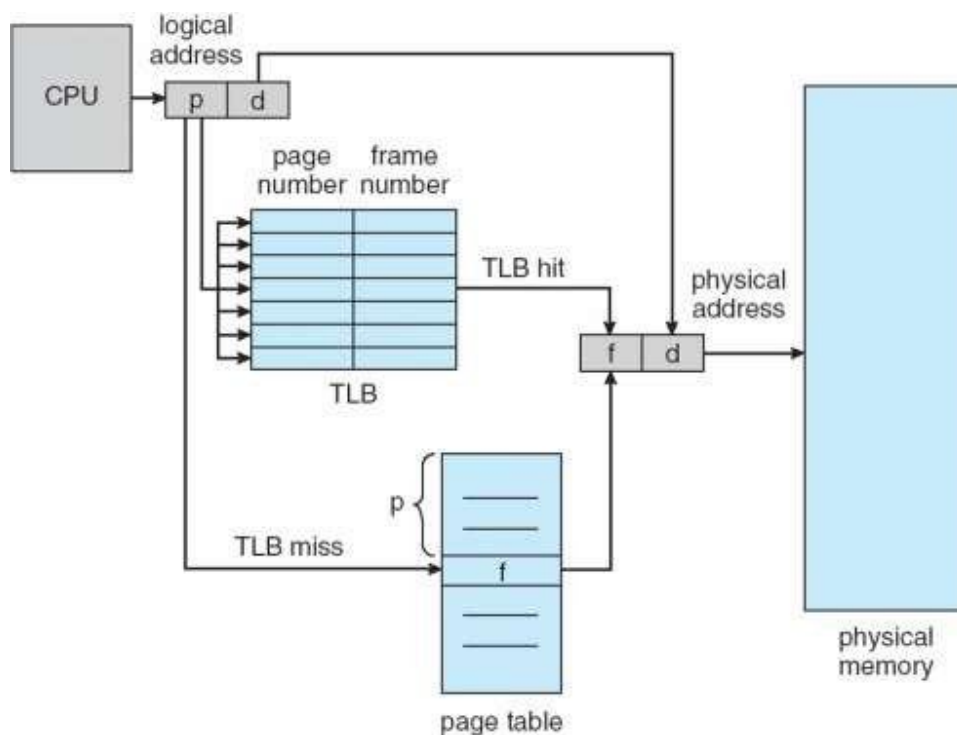 logical
address
CPU
p
d
page
number
frame
number
TLB hit
physical
address
f
d
TLB
p
TLB miss
f
physical
memory
page table